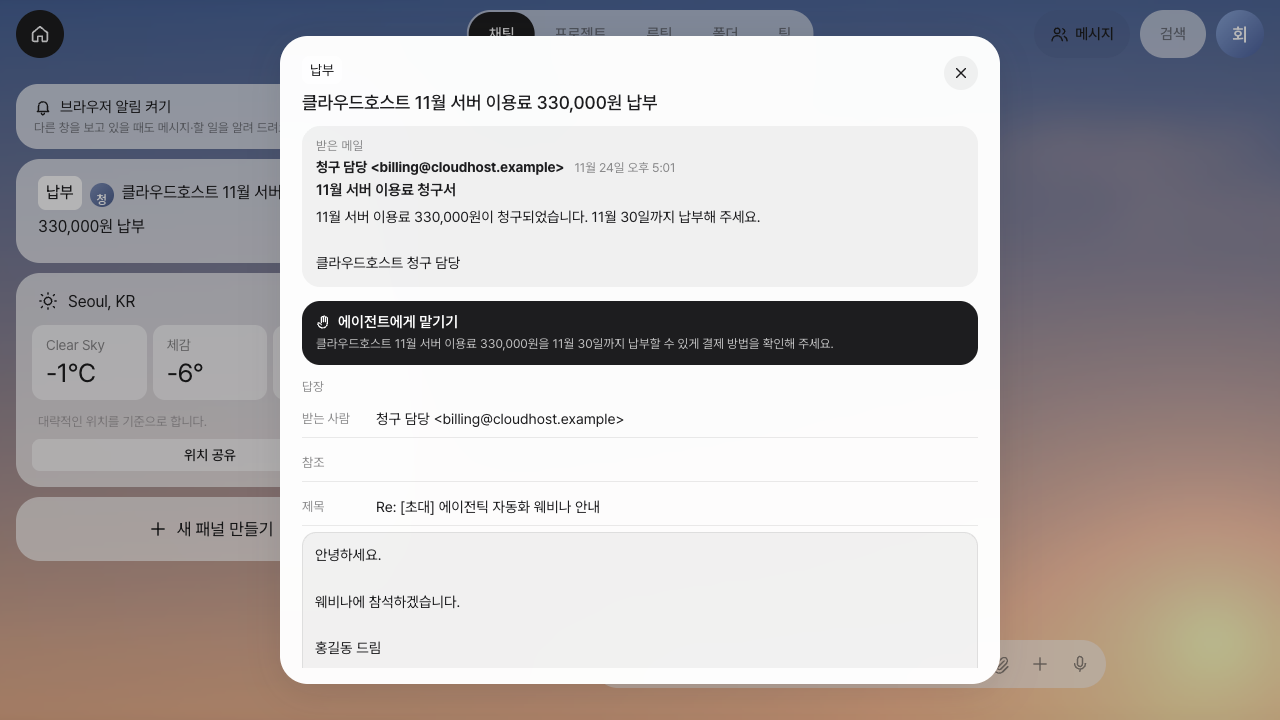 채팅
프로젝트
루틴
폴더
팀
메시지
검색
회
브라우저 알림 켜기
다른 창을 보고 있을 때도 메시지·할 일을 알려 드려
납부
청
클라우드호스트 11월 서버
330,000원 납부
Seoul, KR
Clear Sky
-1°C
체감
-6°
대략적인 위치를 기준으로 합니다.
위치 공유
새 패널 만들기
납부
클라우드호스트 11월 서버 이용료 330,000원 납부
받은 메일
청구 담당 <billing@cloudhost.example> 11월 24일 오후 5:01
11월 서버 이용료 청구서
11월 서버 이용료 330,000원이 청구되었습니다. 11월 30일까지 납부해 주세요.
클라우드호스트 청구 담당
에이전트에게 맡기기
클라우드호스트 11월 서버 이용료 330,000원을 11월 30일까지 납부할 수 있게 결제 방법을 확인해 주세요.
답장
받는 사람 청구 담당 <billing@cloudhost.example>
참조
제목 Re: [초대] 에이전틱 자동화 웨비나 안내
안녕하세요.
웨비나에 참석하겠습니다.
홍길동 드림